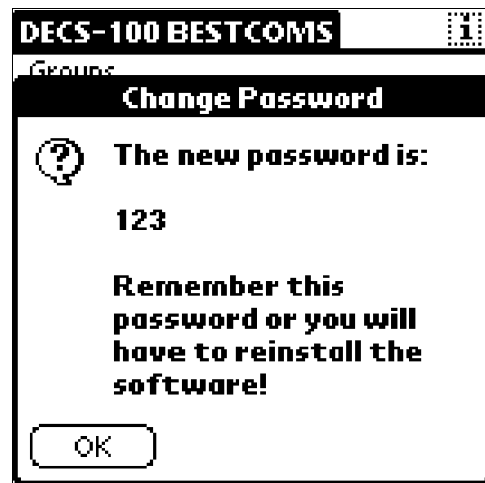 DECS-100 BESTCOMS i
Groups
Change Password
The new password is:
123
Remember this
password or you will
have to reinstall the
software!
OK